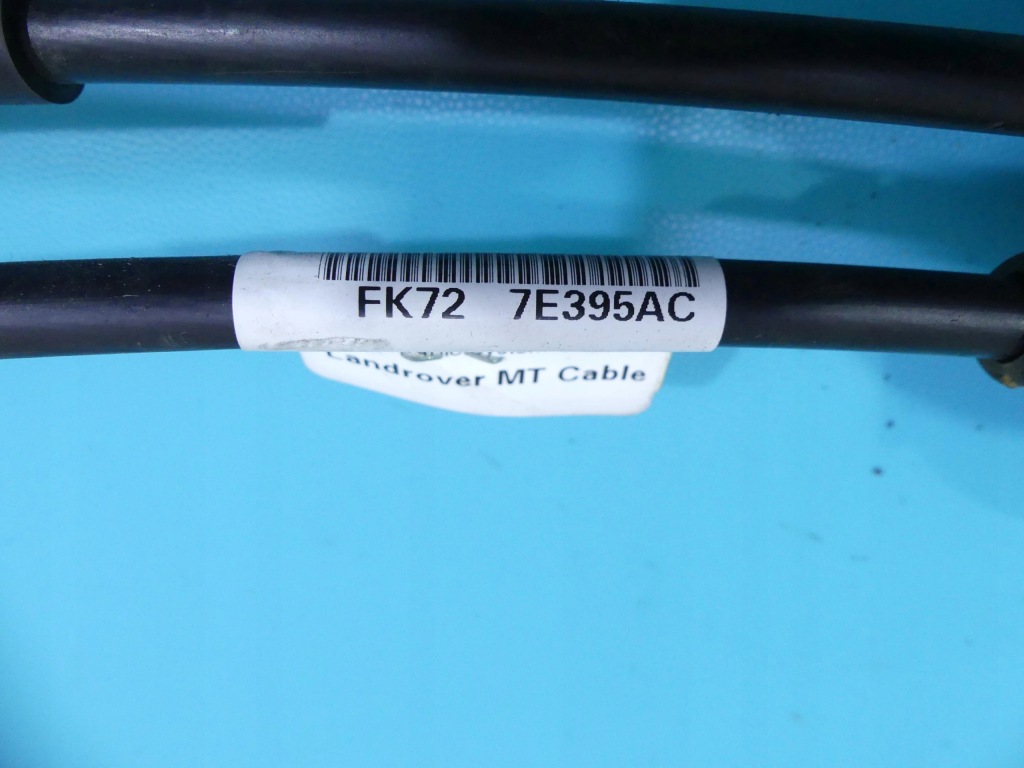 FK72 7E395AC
Landrover MT Cable